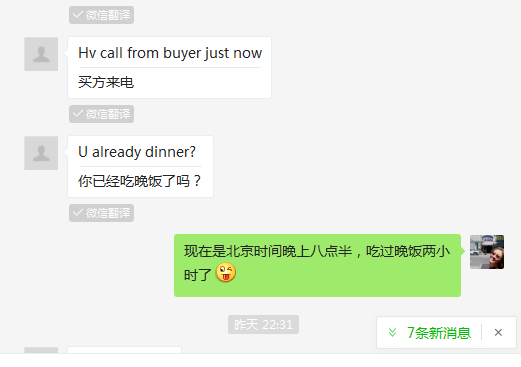 微信翻译
Hv call from buyer just now
买方来电
微信翻译
U already dinner?
你已经吃晚饭了吗？
微信翻译
现在是北京时间晚上八点半，吃过晚饭两小
时了
昨天 22:31
7条新消息